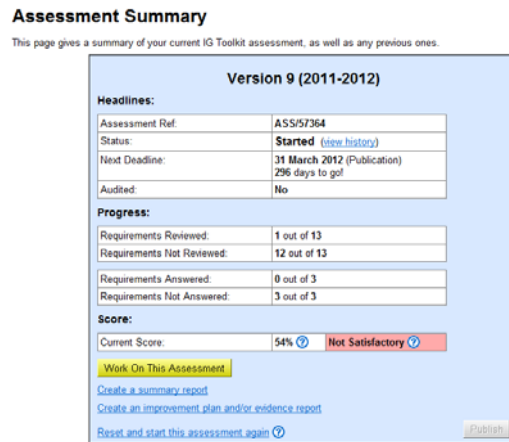 Assessment Summary
This page gives a summary of your current IG Toolkit assessment, as well as any previous ones.
Version 9 (2011-2012)
Headlines:
Assessment Ref: ASS/57364
Status: Started (view history)
Next Deadline: 31 March 2012 (Publication)
296 days to go!
Audited: No
Progress:
Requirements Reviewed: 1 out of 13
Requirements Not Reviewed: 12 out of 13
Requirements Answered: 0 out of 3
Requirements Not Answered: 3 out of 3
Score:
Current Score: 54% ? Not Satisfactory ?
Work On This Assessment
Create a summary report
Create an improvement plan and/or evidence report
Reset and start this assessment again ?
Publish